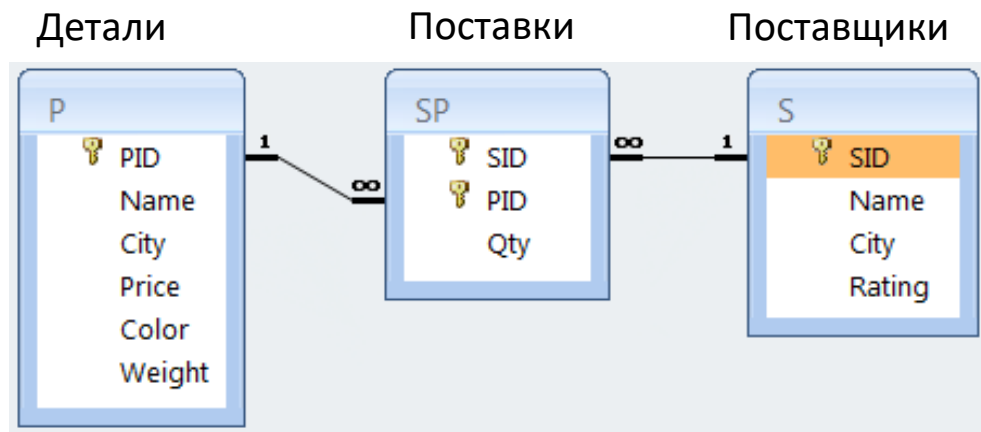 Детали Поставки Поставщики
P
PID
Name
City
Price
Color
Weight
1
∞
SP
SID
PID
Qty
∞
1
S
SID
Name
City
Rating